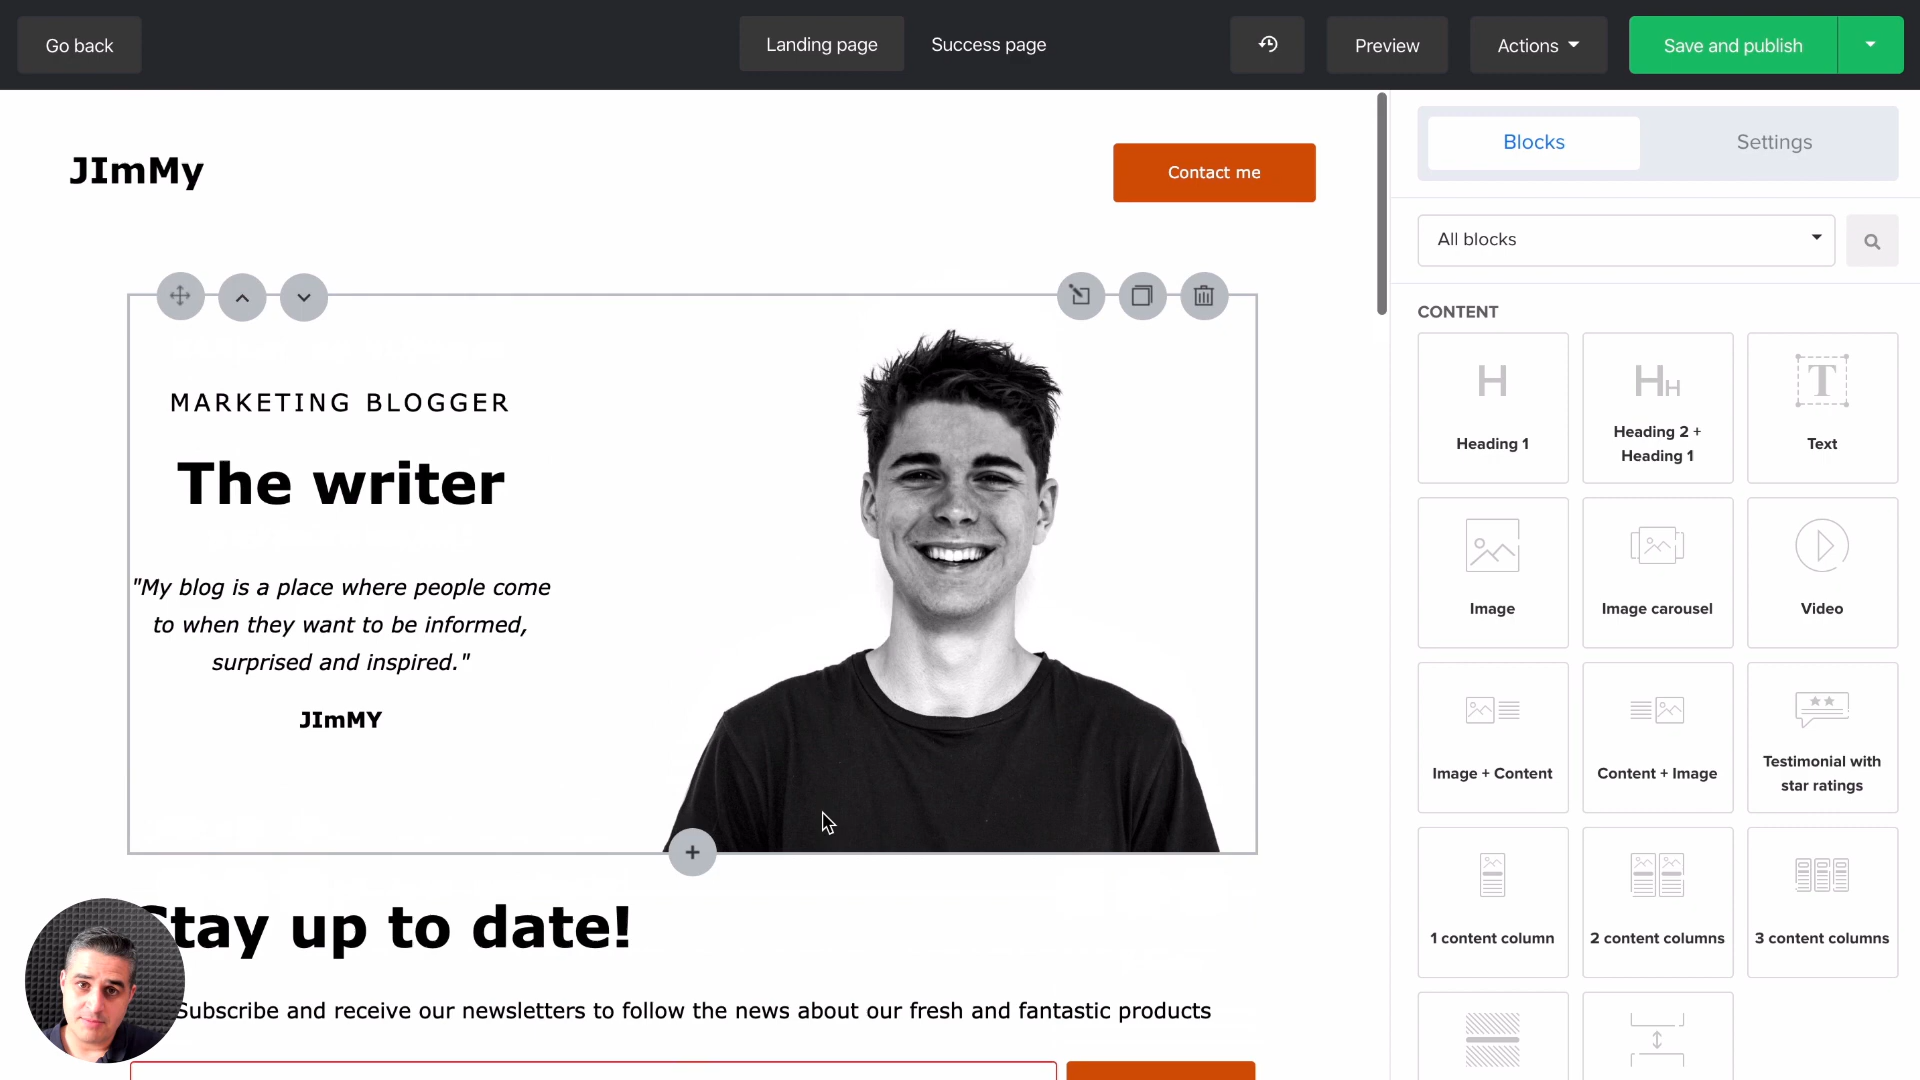 Go back
Landing page
Success page
Preview
Actions
Save and publish
JImMy
Contact me
MARKETING BLOGGER
The writer
"My blog is a place where people come
to when they want to be informed,
surprised and inspired."
JImMY
Stay up to date!
Subscribe and receive our newsletters to follow the news about our fresh and fantastic products
Blocks
Settings
All blocks
CONTENT
H
Heading 1
HH
Heading 2 +
Heading 1
T
Text
Image
Image carousel
Video
Image + Content
Content + Image
Testimonial with
star ratings
1 content column
2 content columns
3 content columns